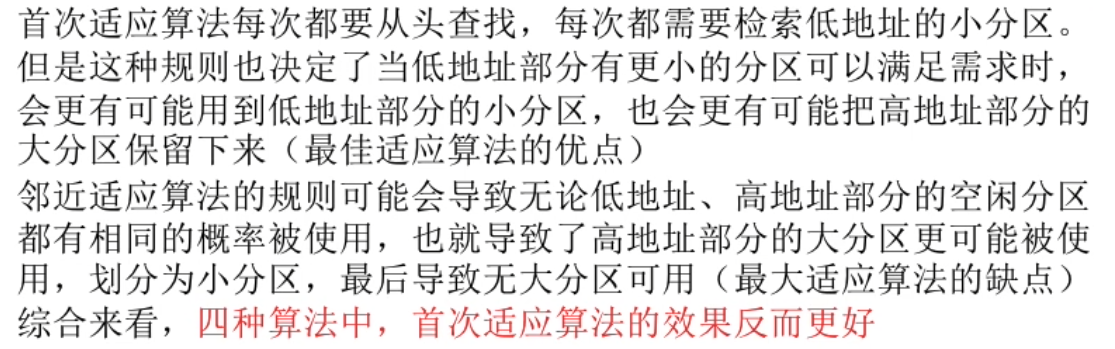 首次适应算法每次都要从头查找，每次都需要检索低地址的小分区。
但是这种规则也决定了当低地址部分有更小的分区可以满足需求时，
会更有可能用到低地址部分的小分区，也会更有可能把高地址部分的
大分区保留下来（最佳适应算法的优点）
邻近适应算法的规则可能会导致无论低地址、高地址部分的空闲分区
都有相同的概率被使用，也就导致了高地址部分的大分区更可能被使
用，划分为小分区，最后导致无大分区可用（最大适应算法的缺点）
综合来看，四种算法中，首次适应算法的效果反而更好